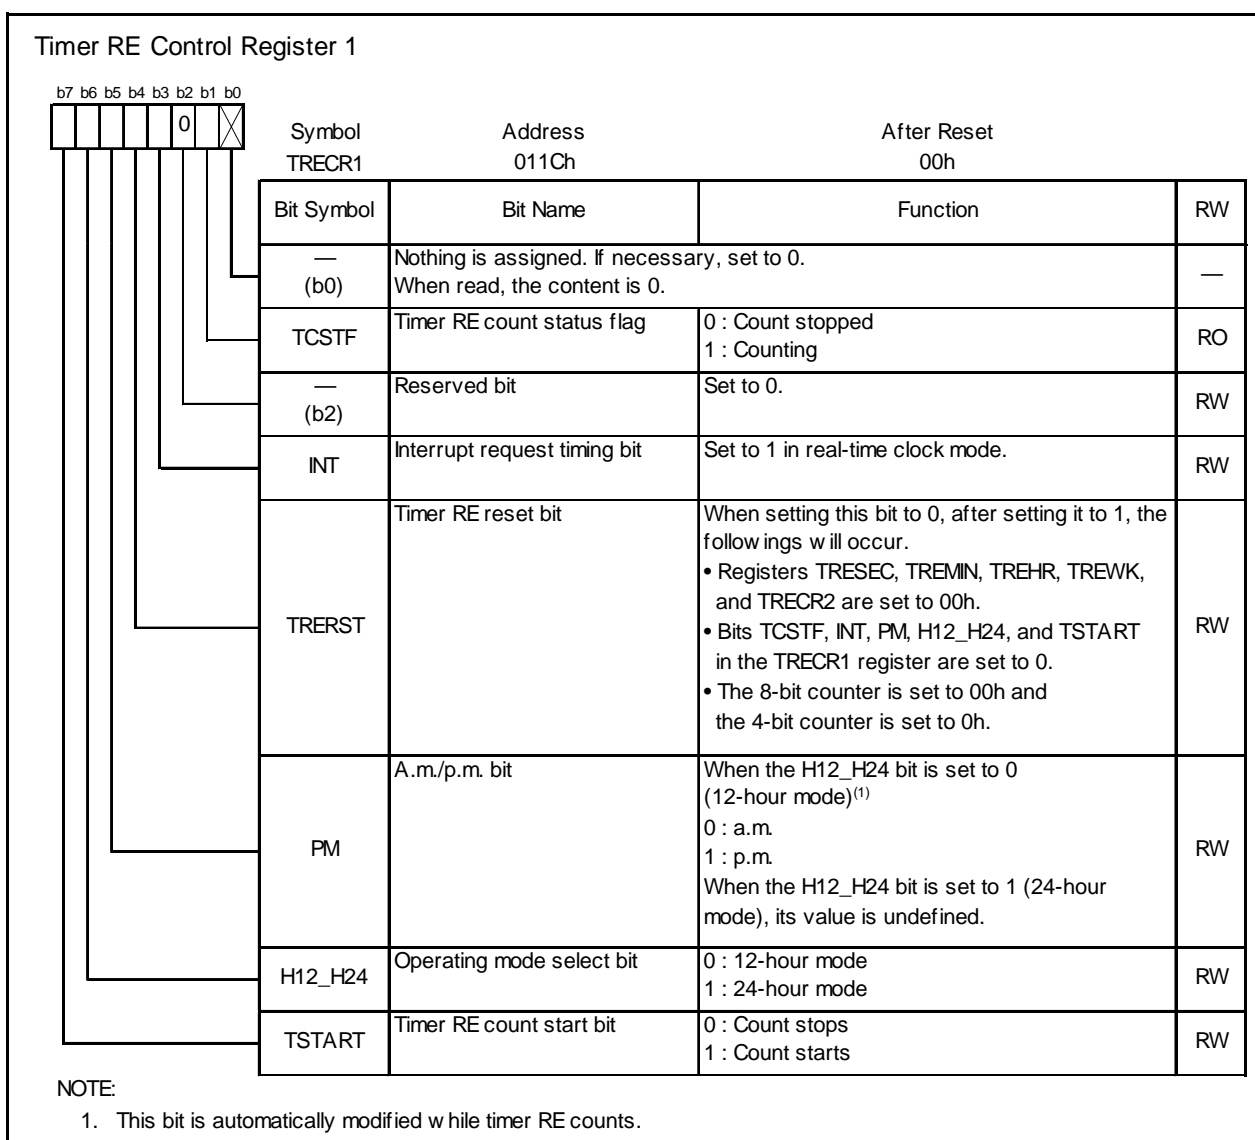 Timer RE Control Register 1
b7 b6 b5 b4 b3 b2 b1 b0
0
Symbol Address After Reset
TRECR1 011Ch 00h
Bit Symbol Bit Name Function RW
— (b0)
Nothing is assigned. If necessary, set to 0.
When read, the content is 0.
—
TCSTF
Timer RE count status flag
0 : Count stopped
1 : Counting
RO
— (b2)
Reserved bit
Set to 0.
RW
INT
Interrupt request timing bit
Set to 1 in real-time clock mode.
RW
TRERST
Timer RE reset bit
When setting this bit to 0, after setting it to 1, the
followings will occur.
• Registers TRESEC, TREMIN, TREHR, TREWK,
and TRECR2 are set to 00h.
• Bits TCSTF, INT, PM, H12_H24, and TSTART
in the TRECR1 register are set to 0.
• The 8-bit counter is set to 00h and
the 4-bit counter is set to 0h.
RW
PM
A.m./p.m. bit
When the H12_H24 bit is set to 0
(12-hour mode)(1)
0 : a.m.
1 : p.m.
When the H12_H24 bit is set to 1 (24-hour
mode), its value is undefined.
RW
H12_H24
Operating mode select bit
0 : 12-hour mode
1 : 24-hour mode
RW
TSTART
Timer RE count start bit
0 : Count stops
1 : Count starts
RW
NOTE:
1. This bit is automatically modified while timer RE counts.